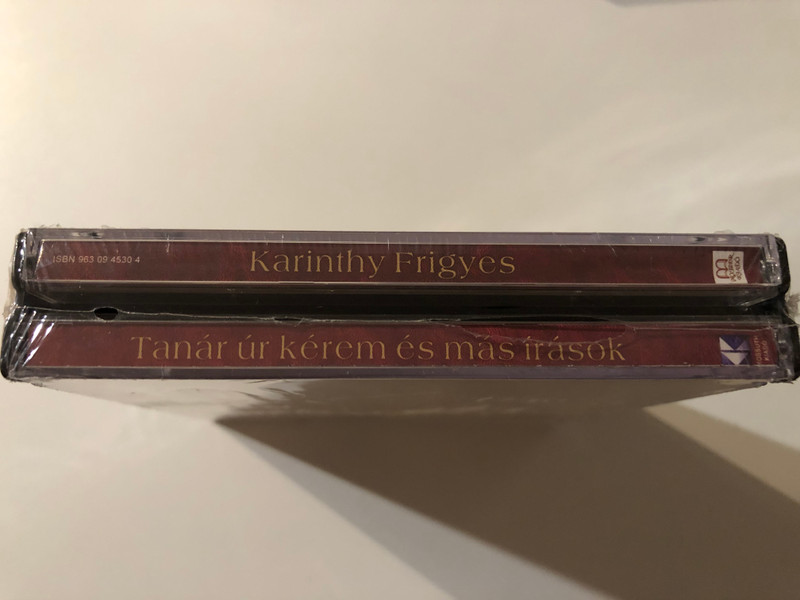 ISBN 963 09 4530 4
Karinthy Frigyes
Tanár úr kérem és más írások